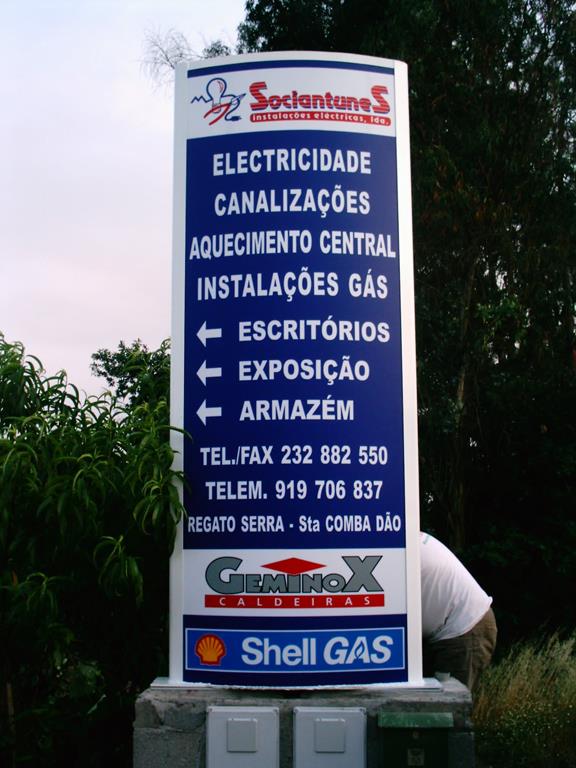 SociantuneS
instalações eléctricas, lda.
ELECTRICIDADE
CANALIZAÇÕES
AQUECIMENTO CENTRAL
INSTALAÇÕES GÁS
← ESCRITÓRIOS
← EXPOSIÇÃO
← ARMAZÉM
TEL./FAX 232 882 550
TELEM. 919 706 837
REGATO SERRA - Sta COMBA DÃO
GEMINOX
CALDEIRAS
Shell GAS